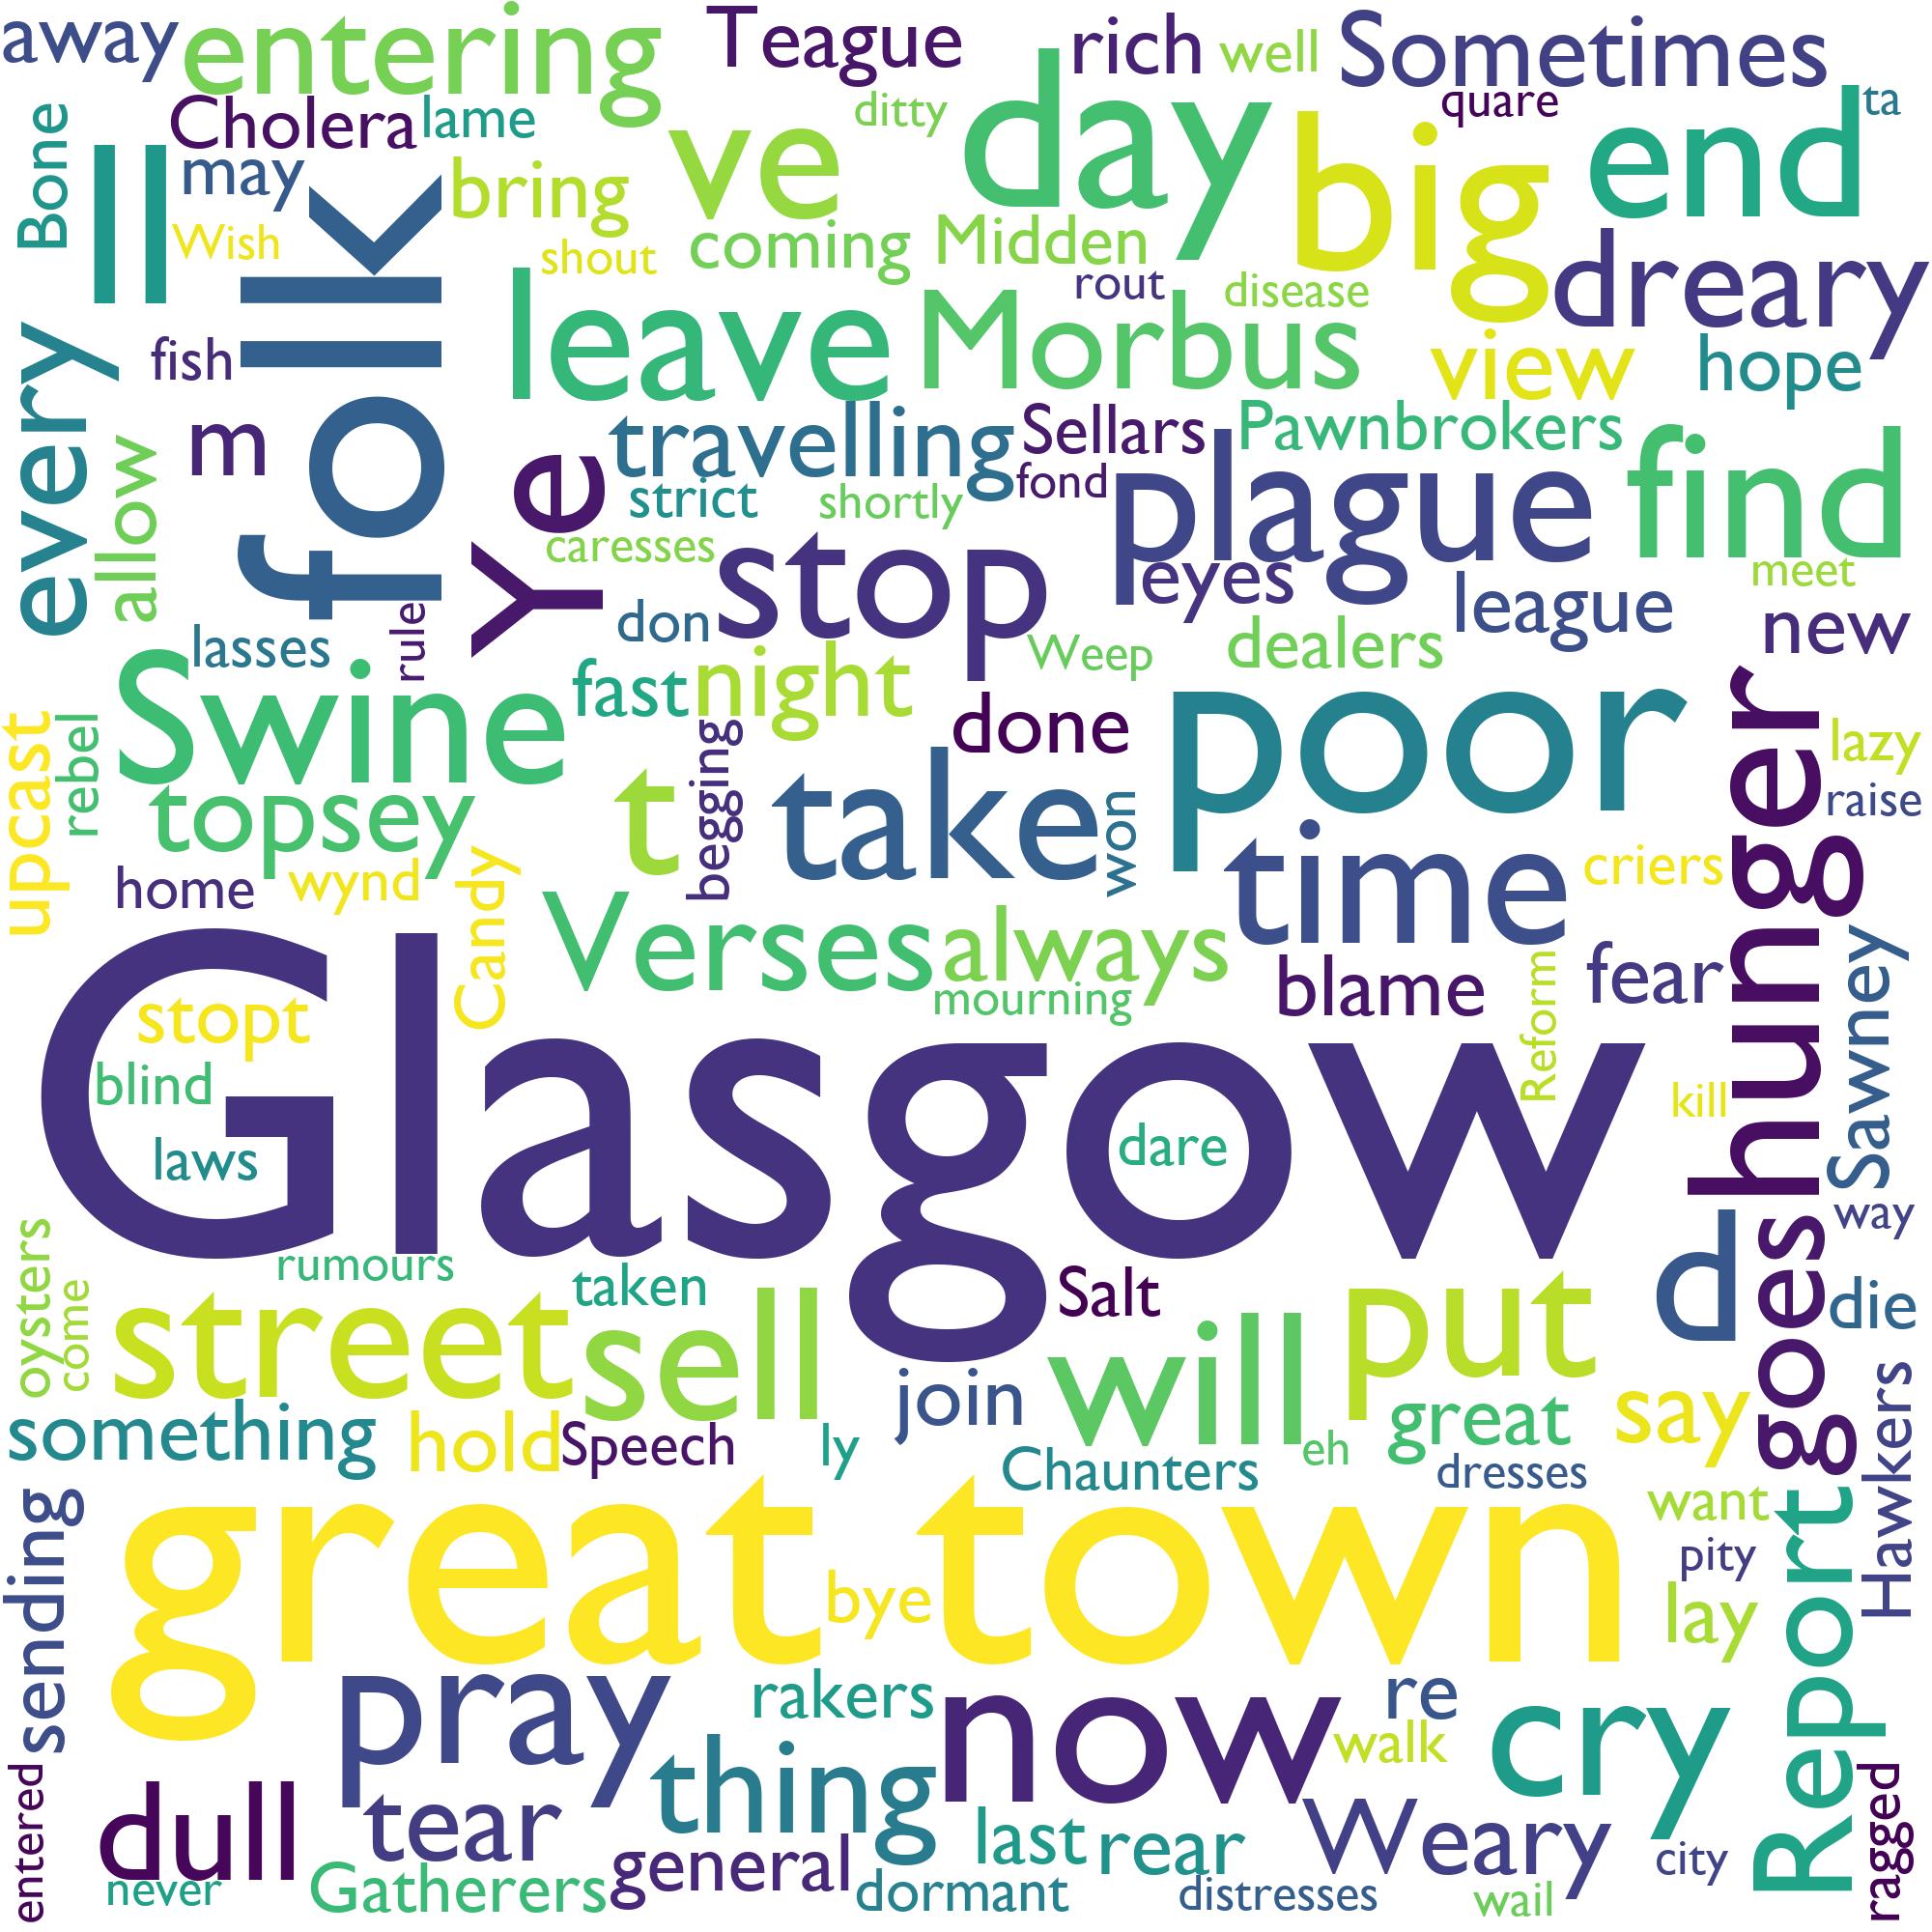 away
entering
Teague
rich
well
Sometimes
Cholera
lame
ditty
day
quare
ta
Bone
ll
may
bring
ve
big
end
Wish
shout
coming
Midden
rout
disease
dreary
folk
leave
Morbus
view
hope
every
fish
allow
m
Ye
travelling
Sellars
Pawnbrokers
find
strict
shortly
fond
plague
caresses
stop
eyes
league
meet
lasses
rule
don
Weep
dealers
new
Swine
fast
night
done
poor
hunger
upcast
rebel
topsey
t
begging
take
won
time
lazy
raise
home
wynd
Candy
Verses
always
criers
mourning
blame
Reform
fear
Sawney
Glasgow
stopt
blind
laws
dare
kill
way
oysters
come
rumours
taken
Salt
d
goes
die
street
sell
will
put
something
hold
Speech
ly
join
Chaunters
eh
great
dresses
say
Hawkers
sending
great town
bye
want
pity
lay
Report
pray
rakers
now
re
walk
cry
entered
dull
tear
thing
last
rear
Weary
city
ragged
never
Gatherers
general
dormant
distresses
wail